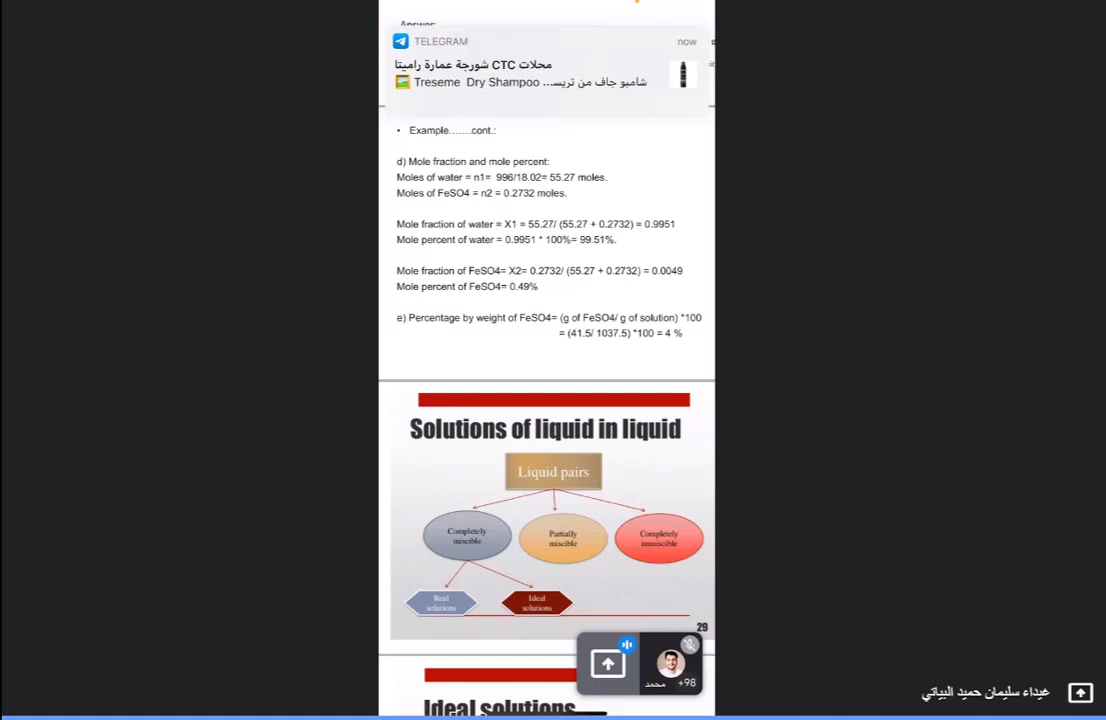 Answer:
TELEGRAM
now
محلات CTC شورجة عمارة راميتا
Treseme Dry Shampoo ...شامبو جاف من تريسـ
• Example…….cont.:
d) Mole fraction and mole percent:
Moles of water = n1= 996/18.02= 55.27 moles.
Moles of FeSO4 = n2 = 0.2732 moles.
Mole fraction of water = X1 = 55.27/ (55.27 + 0.2732) = 0.9951
Mole percent of water = 0.9951 * 100%= 99.51%.
Mole fraction of FeSO4= X2= 0.2732/ (55.27 + 0.2732) = 0.0049
Mole percent of FeSO4= 0.49%
e) Percentage by weight of FeSO4= (g of FeSO4/ g of solution) *100
= (41.5/ 1037.5) *100 = 4 %
Solutions of liquid in liquid
Liquid pairs
Completely
miscible
Partially
miscible
Completely
immiscible
Real
solutions
Ideal
solutions
29
محمد
+98
Ideal solutions
غيداء سليمان حميد البياتي